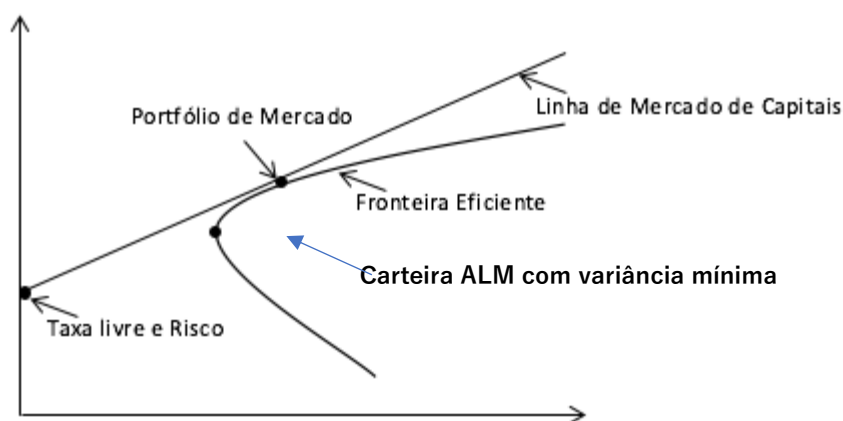 Portfólio de Mercado
Linha de Mercado de Capitais
Fronteira Eficiente
Carteira ALM com variância mínima
Taxa livre e Risco